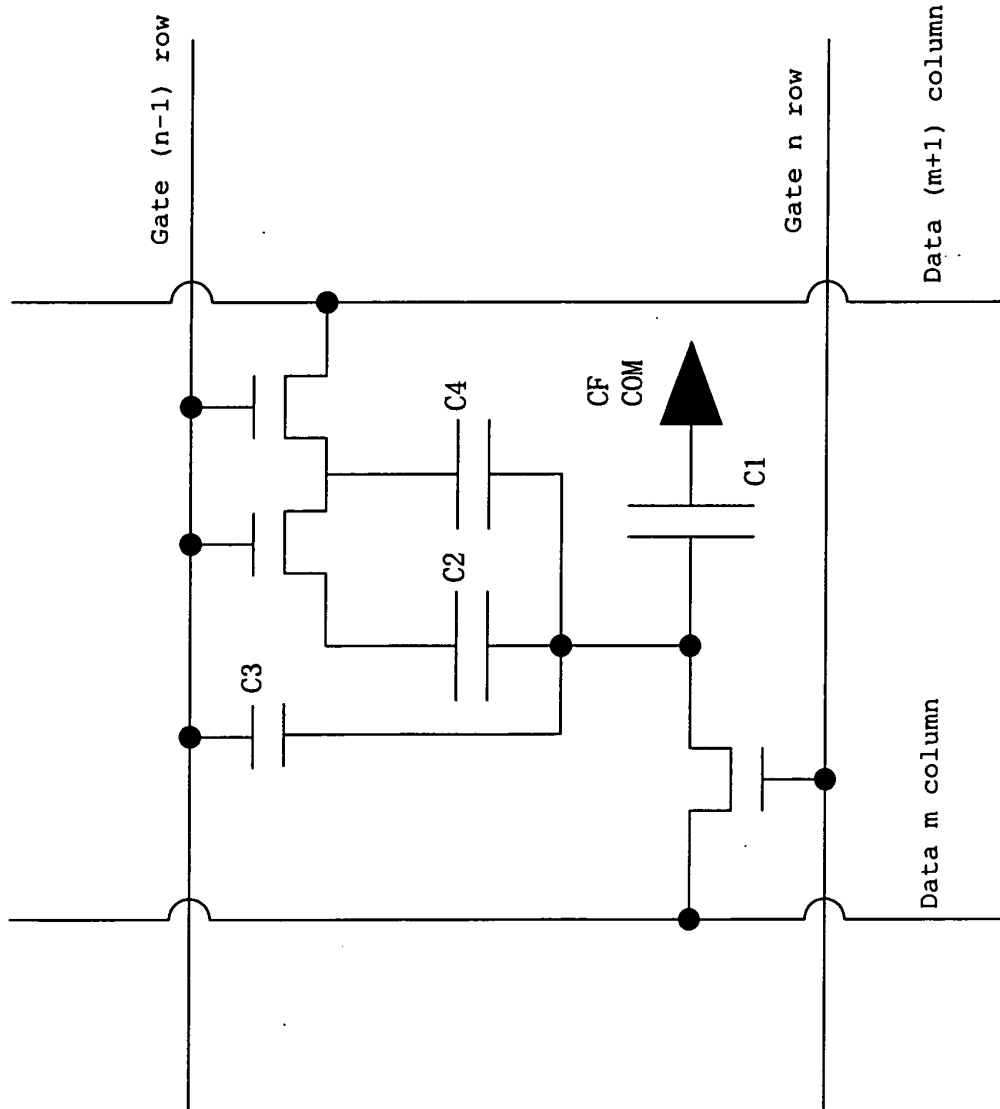 Gate (n-1) row
Gate n row
Data (m+1) column
C4
CF
COM
C1
C2
C3
Data m column